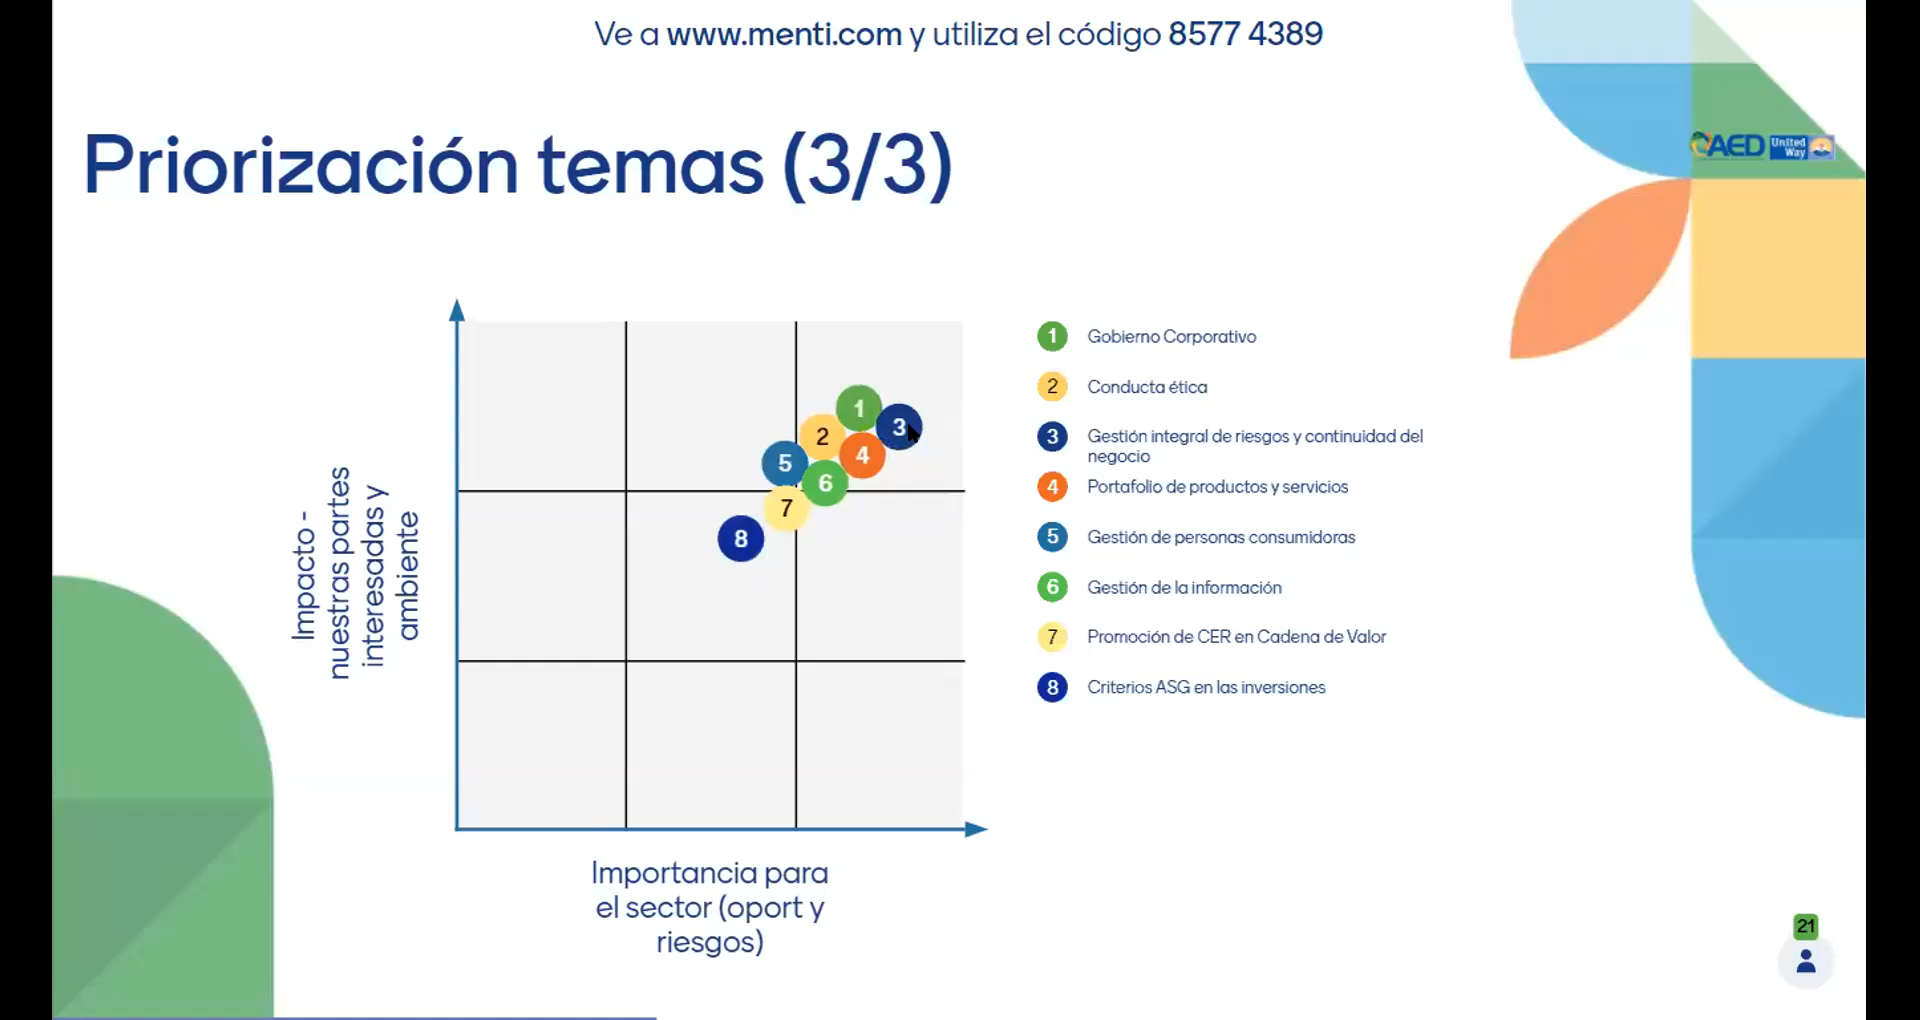 Ve a www.menti.com y utiliza el código 8577 4389
Priorización temas (3/3)
AED
United
Way
Impacto -
nuestras partes
interesadas y
ambiente
1
2
3
4
5
6
7
8
1 Gobierno Corporativo
2 Conducta ética
3 Gestión integral de riesgos y continuidad del
negocio
4 Portafolio de productos y servicios
5 Gestión de personas consumidoras
6 Gestión de la información
7 Promoción de CER en Cadena de Valor
8 Criterios ASG en las inversiones
Importancia para
el sector (oport y
riesgos)
21